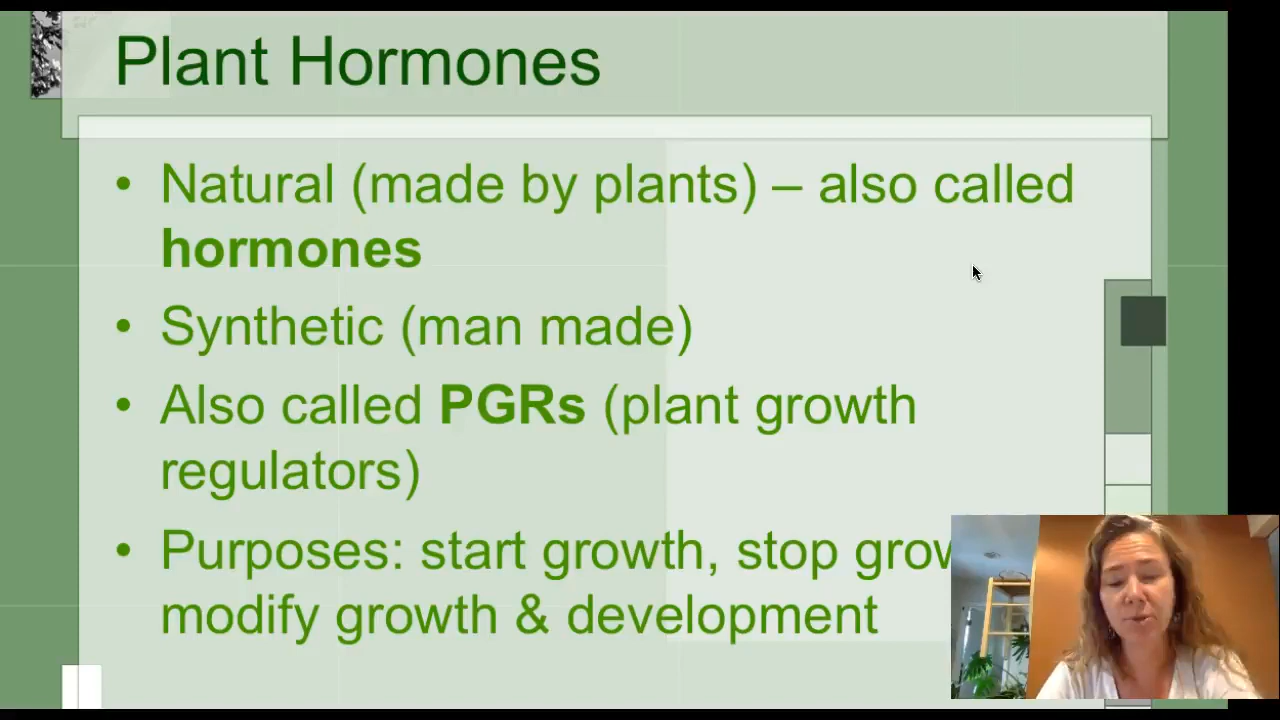 Plant Hormones
• Natural (made by plants) – also called
hormones
• Synthetic (man made)
• Also called PGRs (plant growth
regulators)
• Purposes: start growth, stop
modify growth & development